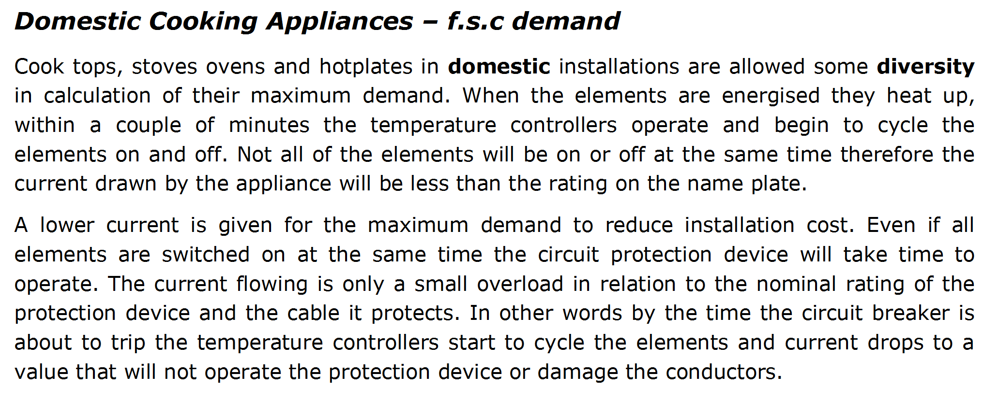 Domestic Cooking Appliances – f.s.c demand
Cook tops, stoves ovens and hotplates in domestic installations are allowed some diversity
in calculation of their maximum demand. When the elements are energised they heat up,
within a couple of minutes the temperature controllers operate and begin to cycle the
elements on and off. Not all of the elements will be on or off at the same time therefore the
current drawn by the appliance will be less than the rating on the name plate.
A lower current is given for the maximum demand to reduce installation cost. Even if all
elements are switched on at the same time the circuit protection device will take time to
operate. The current flowing is only a small overload in relation to the nominal rating of the
protection device and the cable it protects. In other words by the time the circuit breaker is
about to trip the temperature controllers start to cycle the elements and current drops to a
value that will not operate the protection device or damage the conductors.